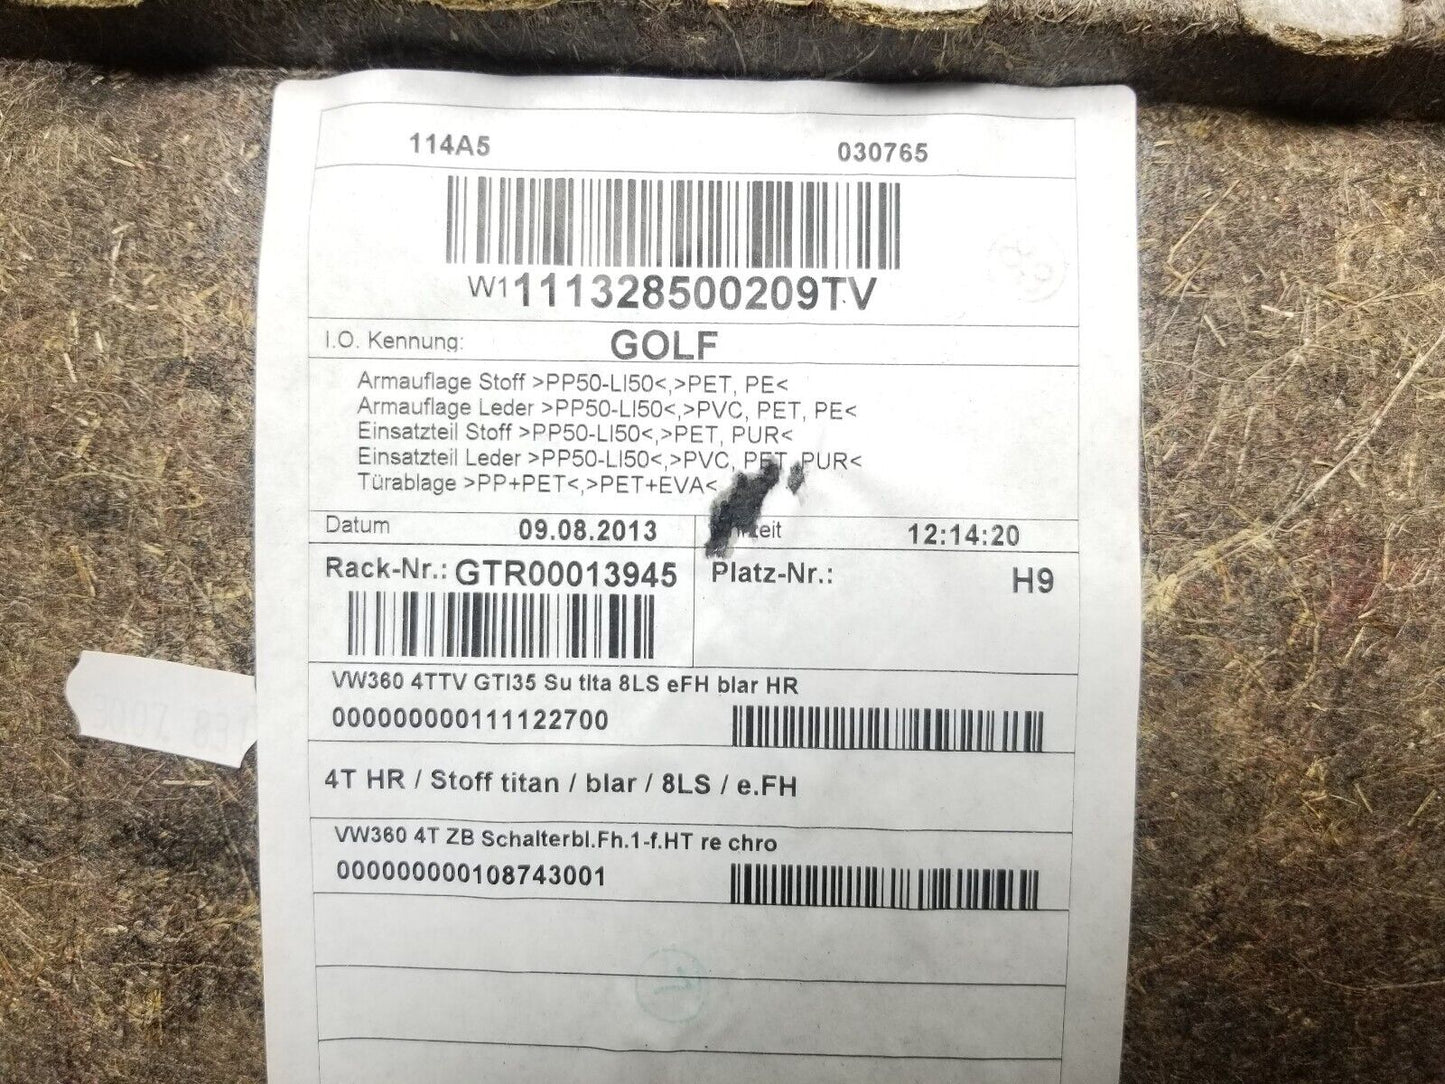 114A5 030765
W1111328500209TV
I.O. Kennung: GOLF
Armauflage Stoff >PP50-LI50<,>PET, PE<
Armauflage Leder >PP50-LI50<,>PVC, PET, PE<
Einsatzteil Stoff >PP50-LI50<,>PET, PUR<
Einsatzteil Leder >PP50-LI50<,>PVC, PET, PUR<
Türablage >PP+PET<,>PET+EVA<
Datum 09.08.2013 12:14:20
Rack-Nr.: GTR00013945 Platz-Nr.: H9
VW360 4TTV GTI35 Su tita 8LS eFH blar HR
000000000111122700
4T HR / Stoff titan / blar / 8LS / e.FH
VW360 4T ZB Schalterbl.Fh.1-f.HT re chro
000000000108743001